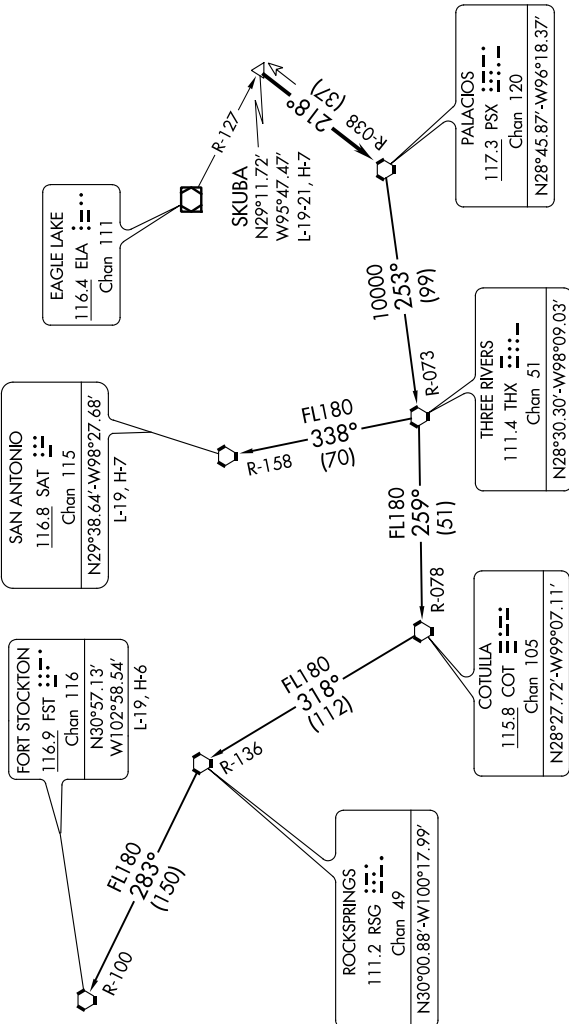 FORT STOCKTON
116.9 FST
Chan 116
N30°57.13'
W102°58.54'
L-19, H-6
SAN ANTONIO
116.8 SAT
Chan 115
N29°38.64'-W98°27.68'
L-19, H-7
EAGLE LAKE
116.4 ELA
Chan 111
R-127
SKUBA
N29°11.72'
W95°47.47'
L-19-21, H-7
218°
(37)
R-038
PALACIOS
117.3 PSX
Chan 120
N28°45.87'-W96°18.37'
10000
253°
(99)
R-073
THREE RIVERS
111.4 THX
Chan 51
N28°30.30'-W98°09.03'
FL180
338°
(70)
R-158
FL180
259°
(51)
R-078
COTULLA
115.8 COT
Chan 105
N28°27.72'-W99°07.11'
FL180
318°
(112)
R-136
ROCKSPRINGS
111.2 RSG
Chan 49
N30°00.88'-W100°17.99'
FL180
283°
(150)
R-100